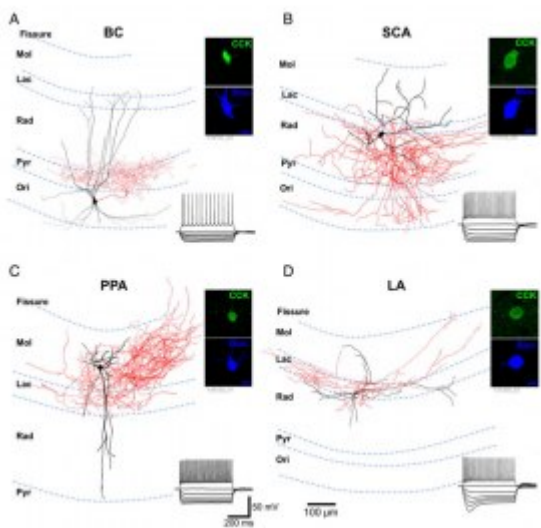 A
BC
Fissure
Mol
Lac
Rad
Pyr
Ori
CCK
B
SCA
Mol
Lac
Rad
Pyr
Ori
CCK
C
PPA
Fissure
Mol
Lac
Rad
Pyr
CCK
50 mV
200 ms
D
LA
Fissure
Mol
Lac
Rad
Pyr
Ori
CCK
100 µm